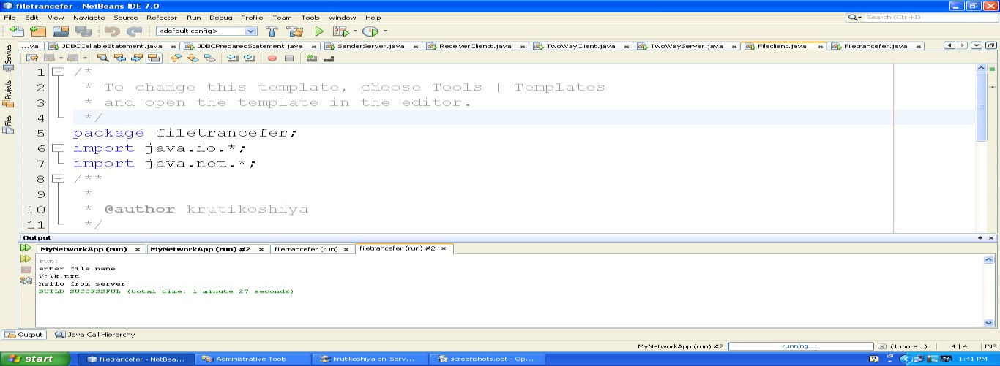 filetrancefer - NetBeans IDE 7.0
File Edit View Navigate Source Refactor Run Debug Profile Team Tools Window Help
Search (Ctrl+I)
<default config>
...va JDBCCallableStatement.java JDBCPreparedStatement.java SenderServer.java ReceiverClientt.java TwoWayClient.java TwoWayServer.java Fileclient.java Filetrancefer.java
Services
Projects
Files
1 /*
2 * To change this template, choose Tools | Templates
3 * and open the template in the editor.
4 */
5 package filetrancefer;
6 import java.io.*;
7 import java.net.*;
8 /**
9 *
10 * @author krutikoshiya
11 */
Output
MyNetworkApp (run) MyNetworkApp (run) #2 filetrancefer (run) filetrancefer (run) #2
run:
enter file name
V:\k.txt
hello from server
BUILD SUCCESSFUL (total time: 1 minute 27 seconds)
Output Java Call Hierarchy
MyNetworkApp (run) #2 running... (1 more...) 4|4 INS
start filetrancefer - NetBea... Administrative Tools krutikoshiya on 'Serv... screenshots.odt - Op... 1:41 PM